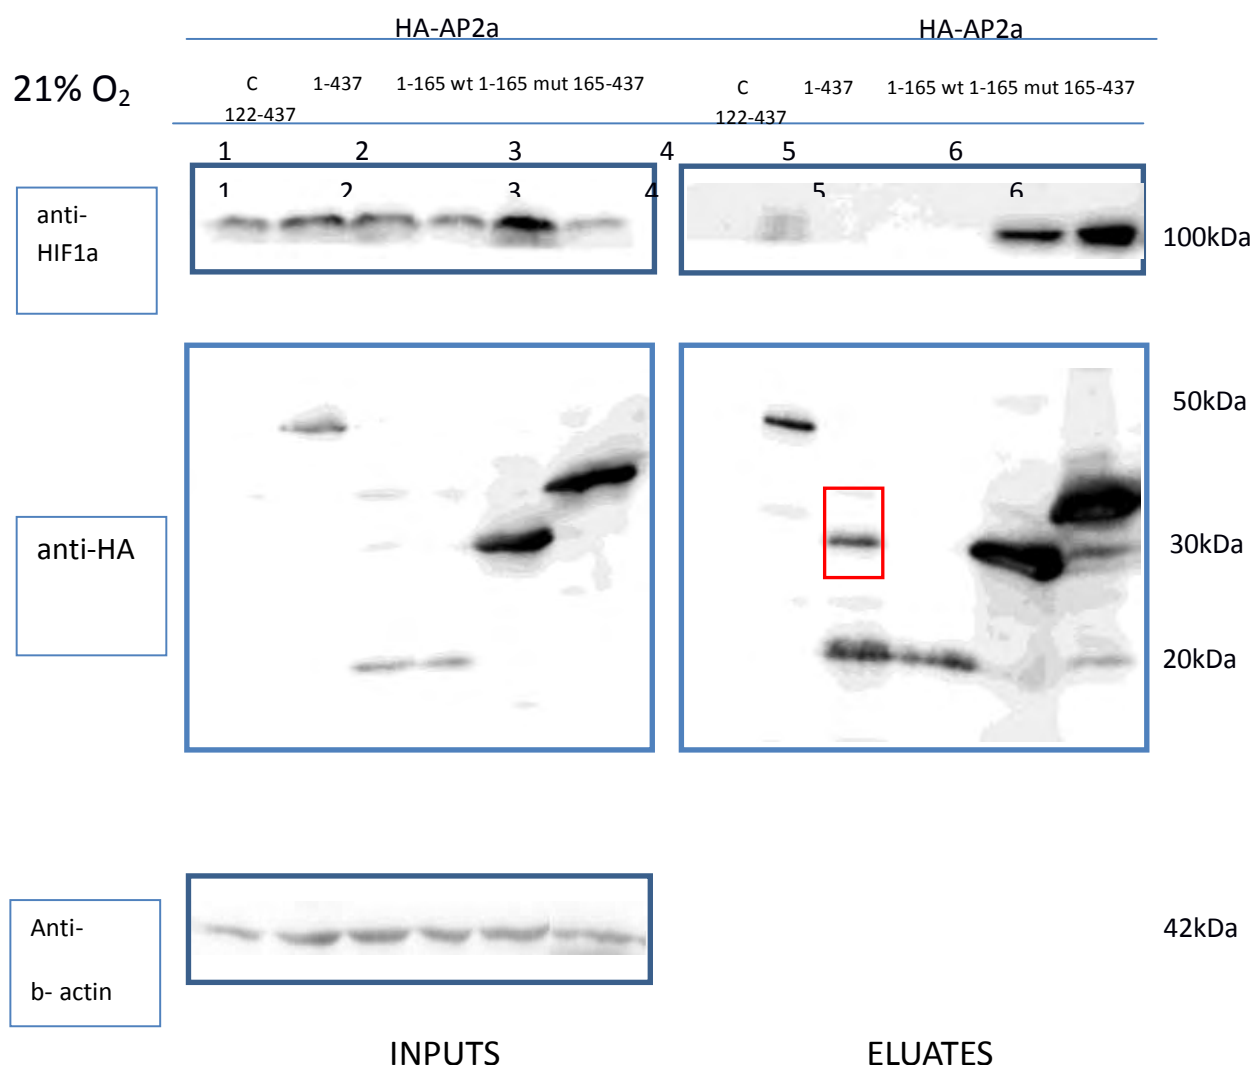 HA-AP2a HA-AP2a
21% O₂
C 1-437 1-165 wt 1-165 mut 165-437
122-437
C 1-437 1-165 wt 1-165 mut 165-437
122-437
1 2 3 4 5 6
1 2 3 4 5 6
anti-
HIF1a
100kDa
50kDa
anti-HA
30kDa
20kDa
Anti-
b- actin
42kDa
INPUTS ELUATES